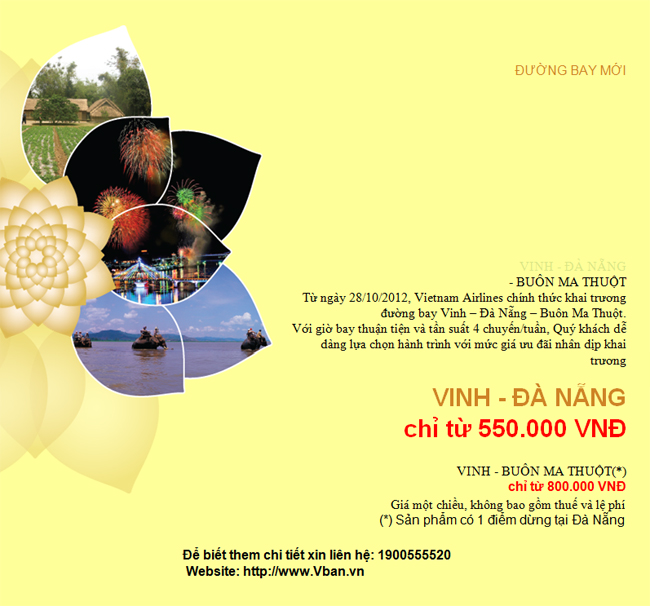 ĐƯỜNG BAY MỚI
VINH - ĐÀ NẴNG
- BUÔN MA THUỘT
Từ ngày 28/10/2012, Vietnam Airlines chính thức khai trương
đường bay Vinh – Đà Nẵng – Buôn Ma Thuột.
Với giờ bay thuận tiện và tần suất 4 chuyến/tuần, Quý khách dễ
dàng lựa chọn hành trình với mức giá ưu đãi nhân dịp khai
trương
VINH - ĐÀ NẴNG
chỉ từ 550.000 VNĐ
VINH - BUÔN MA THUỘT(*)
chỉ từ 800.000 VNĐ
Giá một chiều, không bao gồm thuế và lệ phí
(*) Sản phẩm có 1 điểm dừng tại Đà Nẵng
Để biết them chi tiết xin liên hệ: 1900555520
Website: http://www.Vban.vn